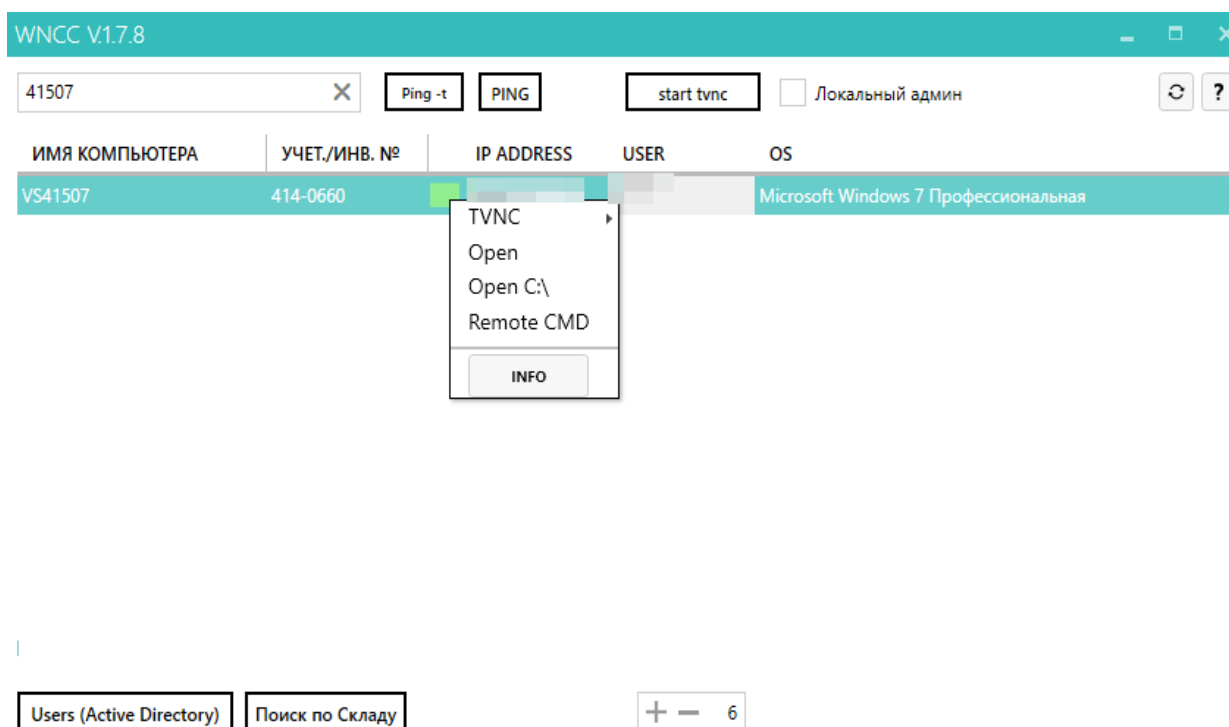 WNCC V.1.7.8
41507 Ping -t PING start tvnc Локальный админ ?
ИМЯ КОМПЬЮТЕРА УЧЕТ./ИНВ. № IP ADDRESS USER OS
VS41507 414-0660 Microsoft Windows 7 Профессиональная
TVNC
Open
Open C:\
Remote CMD
INFO
Users (Active Directory) Поиск по Складу 6